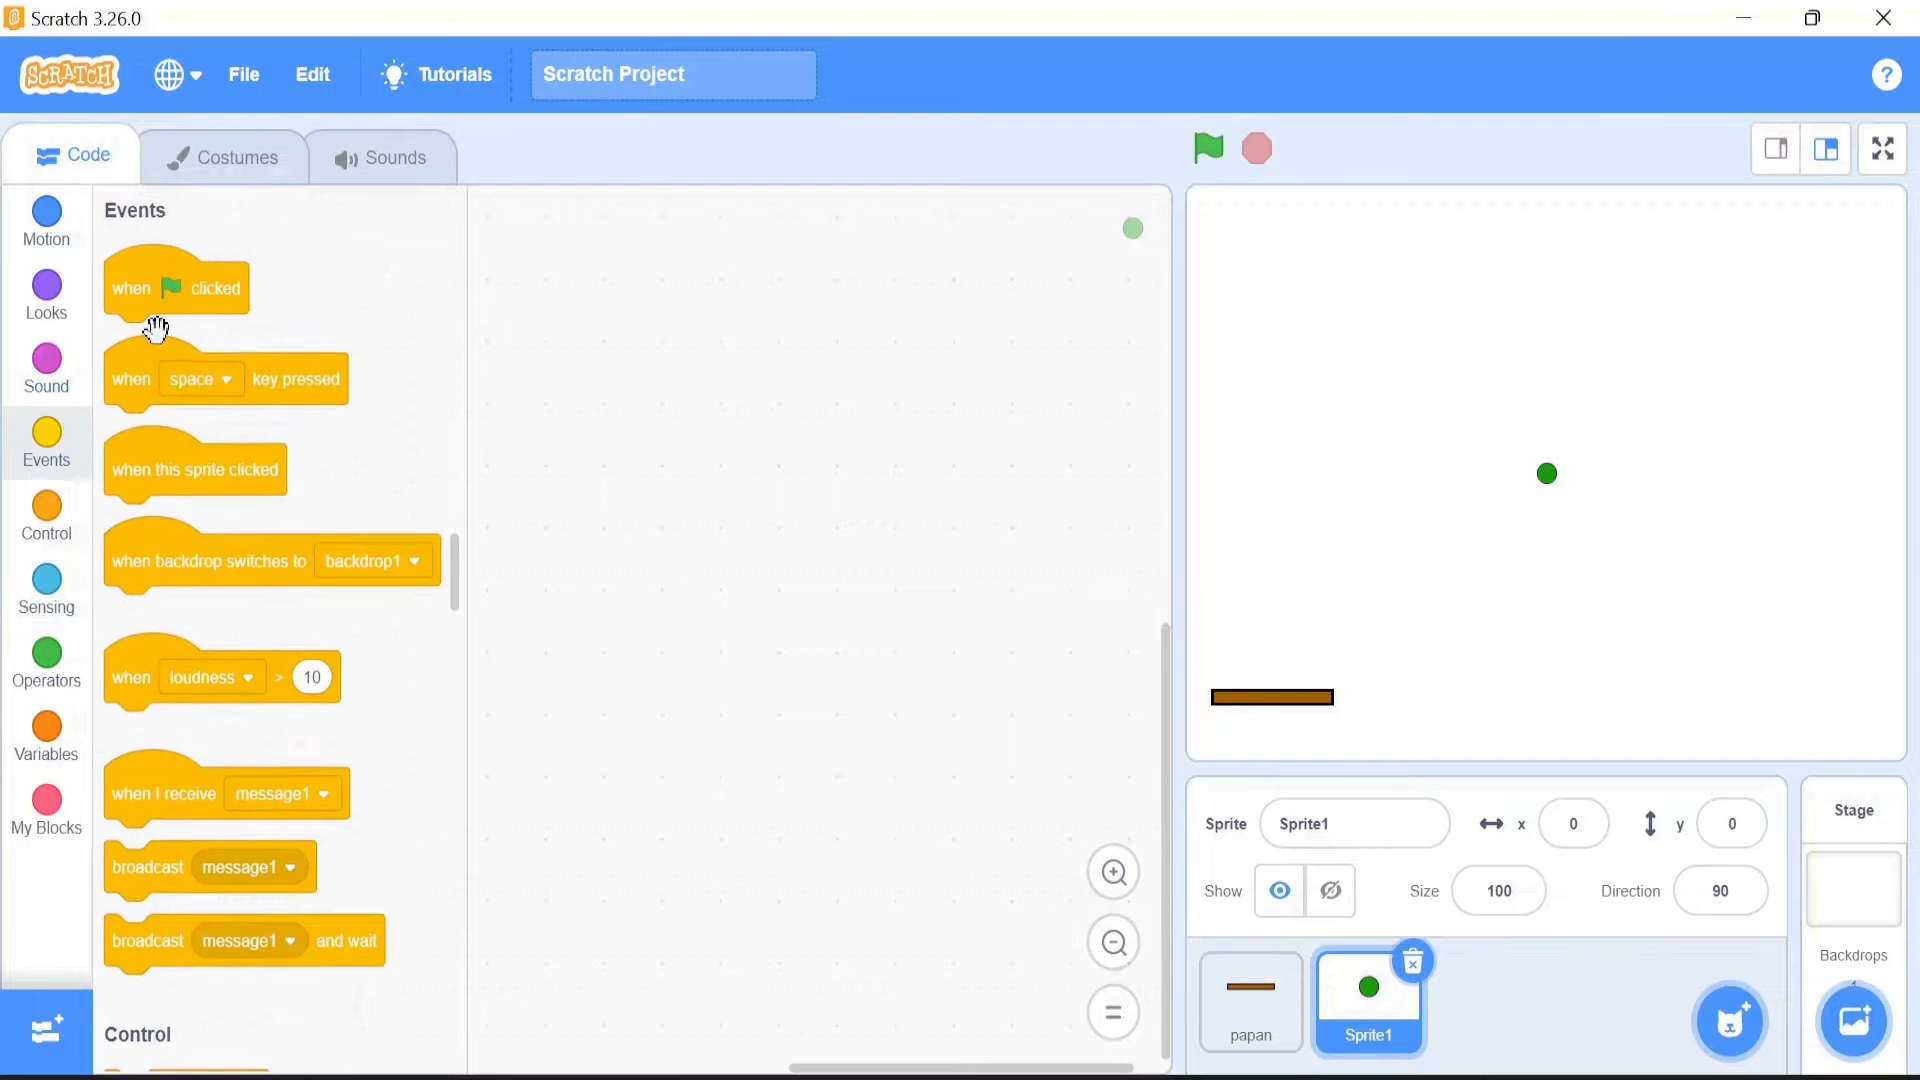 Scratch 3.26.0
SCRATCH
File
Edit
Tutorials
Scratch Project
?
Code
Costumes
Sounds
Motion
Looks
Sound
Events
Control
Sensing
Operators
Variables
My Blocks
Events
when clicked
when space key pressed
when this sprite clicked
when backdrop switches to backdrop1
when loudness > 10
when I receive message1
broadcast message1
broadcast message1 and wait
Control
Sprite Sprite1 x 0 y 0
Show Size 100 Direction 90
papan
Sprite1
Stage
Backdrops